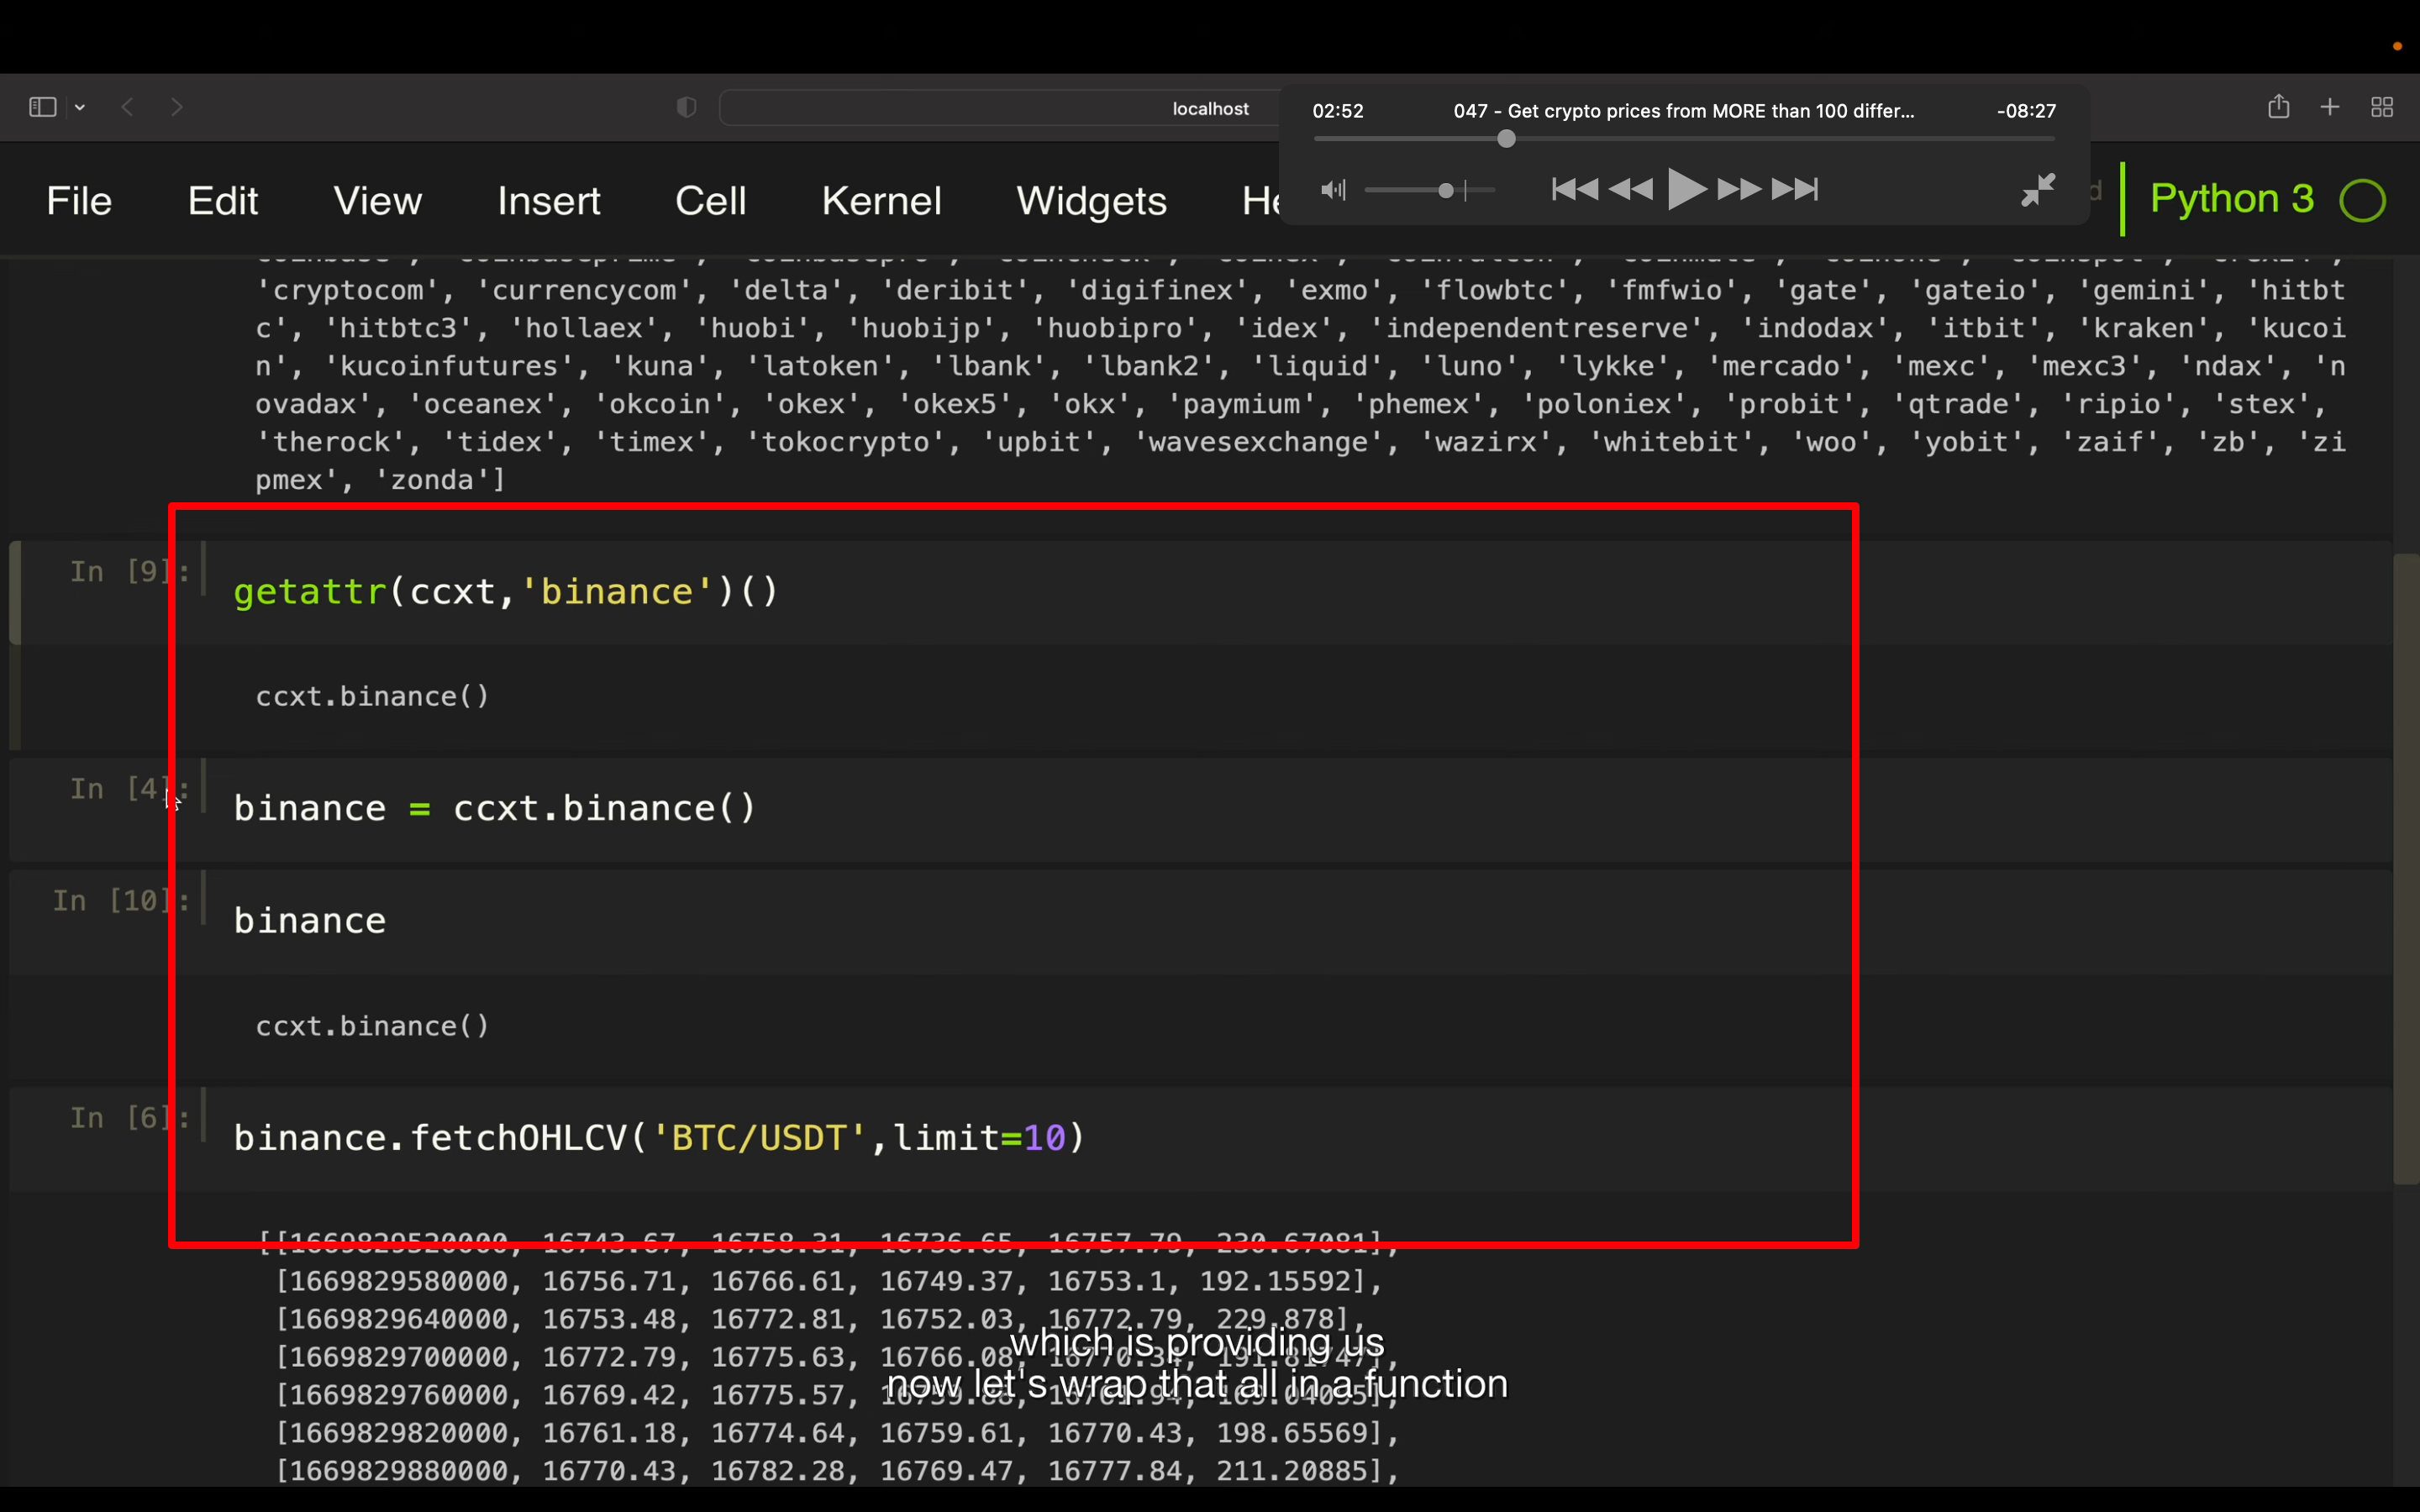 localhost
02:52 047 - Get crypto prices from MORE than 100 differ... -08:27
File Edit View Insert Cell Kernel Widgets He d Python 3
'cryptocom', 'currencycom', 'delta', 'deribit', 'digifinex', 'exmo', 'flowbtc', 'fmfwio', 'gate', 'gateio', 'gemini', 'hitbt
c', 'hitbtc3', 'hollaex', 'huobi', 'huobijp', 'huobipro', 'idex', 'independentreserve', 'indodax', 'itbit', 'kraken', 'kucoi
n', 'kucoinfutures', 'kuna', 'latoken', 'lbank', 'lbank2', 'liquid', 'luno', 'lykke', 'mercado', 'mexc', 'mexc3', 'ndax', 'n
ovadax', 'oceanex', 'okcoin', 'okex', 'okex5', 'okx', 'paymium', 'phemex', 'poloniex', 'probit', 'qtrade', 'ripio', 'stex',
'therock', 'tidex', 'timex', 'tokocrypto', 'upbit', 'wavesexchange', 'wazirx', 'whitebit', 'woo', 'yobit', 'zaif', 'zb', 'zi
pmex', 'zonda']
In [9]: getattr(ccxt,'binance')()
ccxt.binance()
In [4]: binance = ccxt.binance()
In [10]: binance
ccxt.binance()
In [6]: binance.fetchOHLCV('BTC/USDT',limit=10)
[[1669829520000, 16743.67, 16758.31, 16736.65, 16757.79, 230.67081],
[1669829580000, 16756.71, 16766.61, 16749.37, 16753.1, 192.15592],
[1669829640000, 16753.48, 16772.81, 16752.03, 16772.79, 229.878],
[1669829700000, 16772.79, 16775.63, 16766.08,
which is providing us
[1669829760000, 16769.42, 16775.57,
now let's wrap that all in a function
[1669829820000, 16761.18, 16774.64, 16759.61, 16770.43, 198.65569],
[1669829880000, 16770.43, 16782.28, 16769.47, 16777.84, 211.20885],